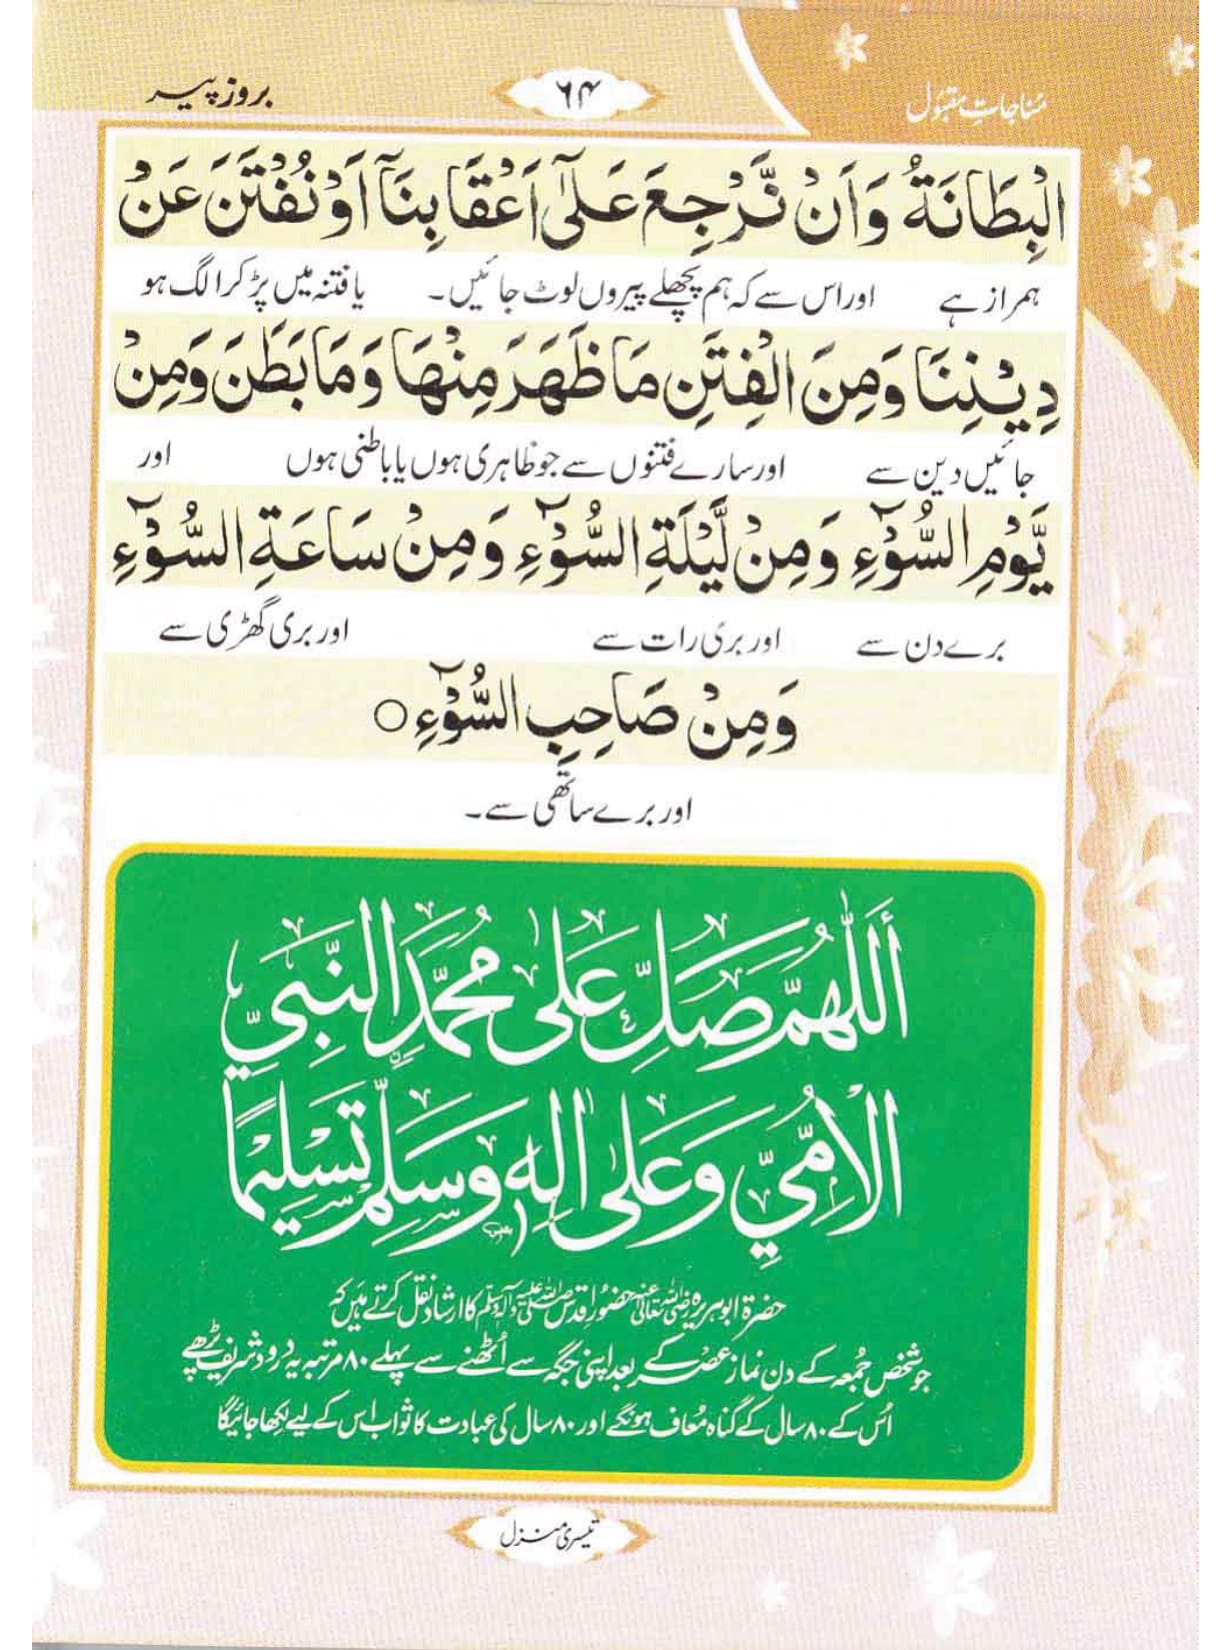 مناجاتِ مقبول ۶۴ بروز پیر
الْبِطَانَةُ وَاَنْ نَّرْجِعَ عَلٰٓى اَعْقَابِنَآ اَوْ نُفْتَنَ عَنْ
ہمراز ہے اور اس سے کہ ہم پچھلے پیروں لوٹ جائیں۔ یا فتنہ میں پڑ کر الگ ہو
دِيْنِنَا وَمِنَ الْفِتَنِ مَا ظَهَرَ مِنْهَا وَمَا بَطَنَ وَمِنْ
جائیں دین سے اور سارے فتنوں سے جو ظاہری ہوں یا باطنی ہوں اور
يَّوْمِ السُّوْٓءِ وَمِنْ لَّيْلَةِ السُّوْٓءِ وَمِنْ سَاعَةِ السُّوْٓءِ
برے دن سے اور بری رات سے اور بری گھڑی سے
وَمِنْ صَاحِبِ السُّوْٓءِ ○
اور برے ساتھی سے۔
اَللّٰهُمَّ صَلِّ عَلٰى مُحَمَّدِ ݨِالنَّبِيِّ
الْاُمِّيِّ وَعَلٰى اٰلِهٖ وَسَلِّمْ تَسْلِيْمًا
حضرۃ ابوہریرہ رضی اللہ تعالیٰ عنہ حضور اقدس صلی اللہ علیہ وآلہ وسلم کا ارشاد نقل کرتے ہیں کہ
جو شخص جمعہ کے دن نماز عصر کے بعد اپنی جگہ سے اُٹھنے سے پہلے ۸۰ مرتبہ یہ درود شریف پڑھے
اُس کے ۸۰ سال کے گناہ مُعاف ہونگے اور ۸۰ سال کی عبادت کا ثواب اس کے لیے لکھا جائیگا
تیسری منزل